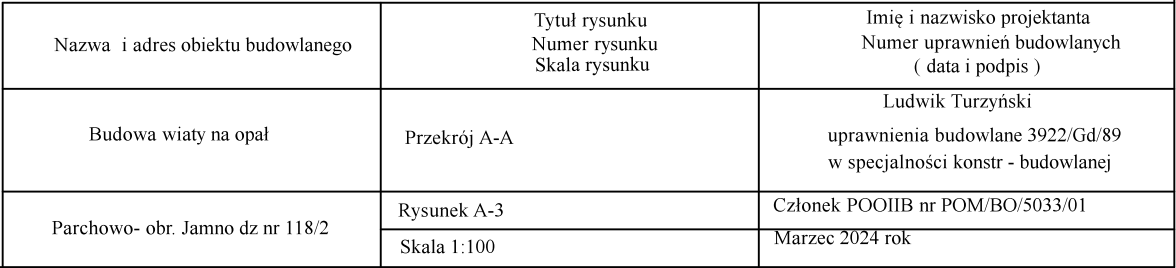 Nazwa i adres obiektu budowlanego
Tytuł rysunku
Numer rysunku
Skala rysunku
Imię i nazwisko projektanta
Numer uprawnień budowlanych
( data i podpis )
Budowa wiaty na opał
Przekrój A-A
Ludwik Turzyński
uprawnienia budowlane 3922/Gd/89
w specjalności konstr - budowlanej
Parchowo- obr. Jamno dz nr 118/2
Rysunek A-3
Skala 1:100
Członek POOIIB nr POM/BO/5033/01
Marzec 2024 rok